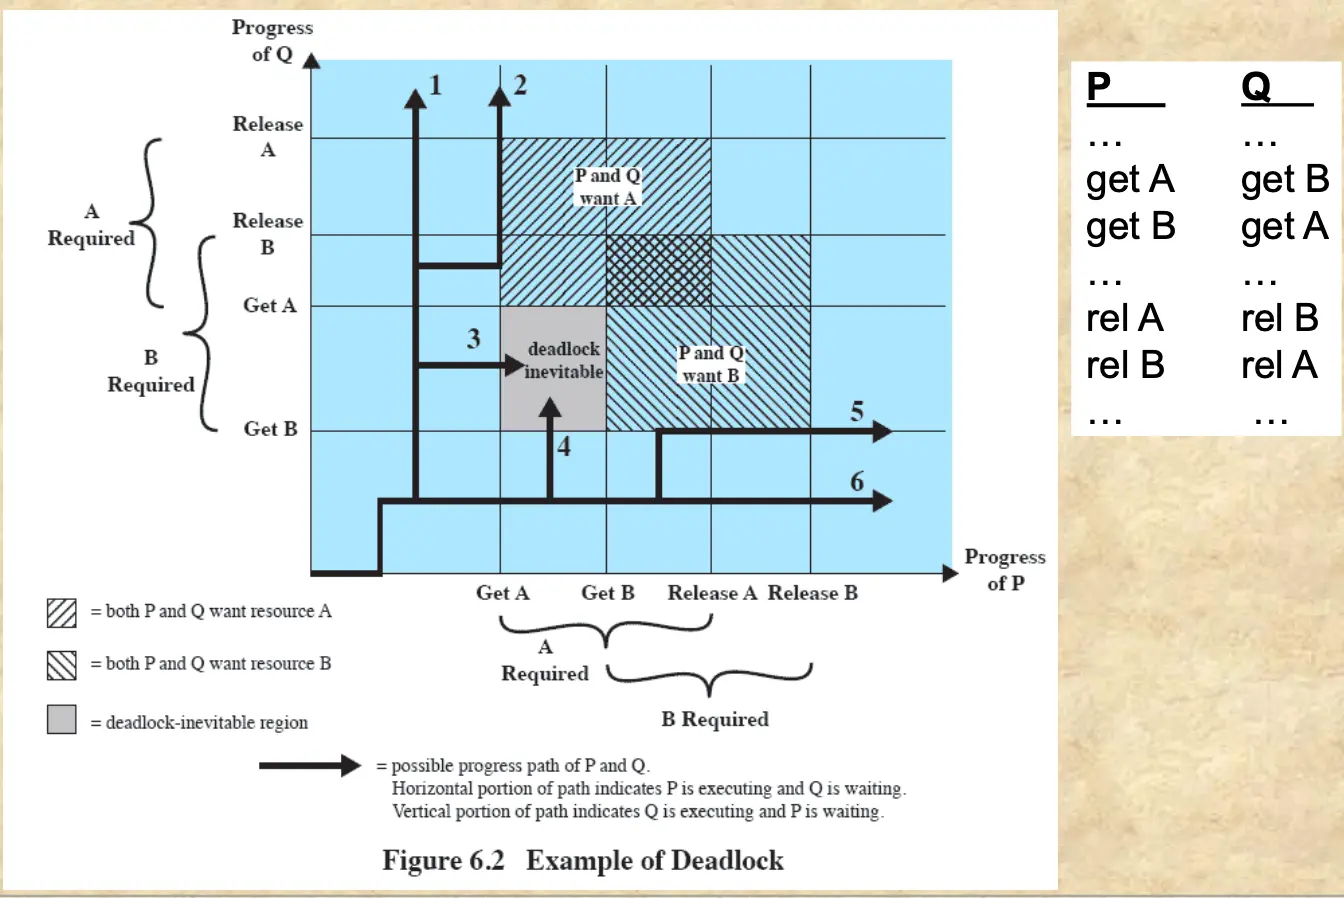 Progress
of Q
1
2
Release
A
P and Q
want A
A
Required
Release
B
Get A
3
deadlock
inevitable
P and Q
want B
B
Required
Get B
4
5
6
Progress
of P
Get A Get B Release A Release B
A
Required
B Required
= both P and Q want resource A
= both P and Q want resource B
= deadlock-inevitable region
= possible progress path of P and Q.
Horizontal portion of path indicates P is executing and Q is waiting.
Vertical portion of path indicates Q is executing and P is waiting.
Figure 6.2 Example of Deadlock
P Q
... ...
get A get B
get B get A
... ...
rel A rel B
rel B rel A
... ...